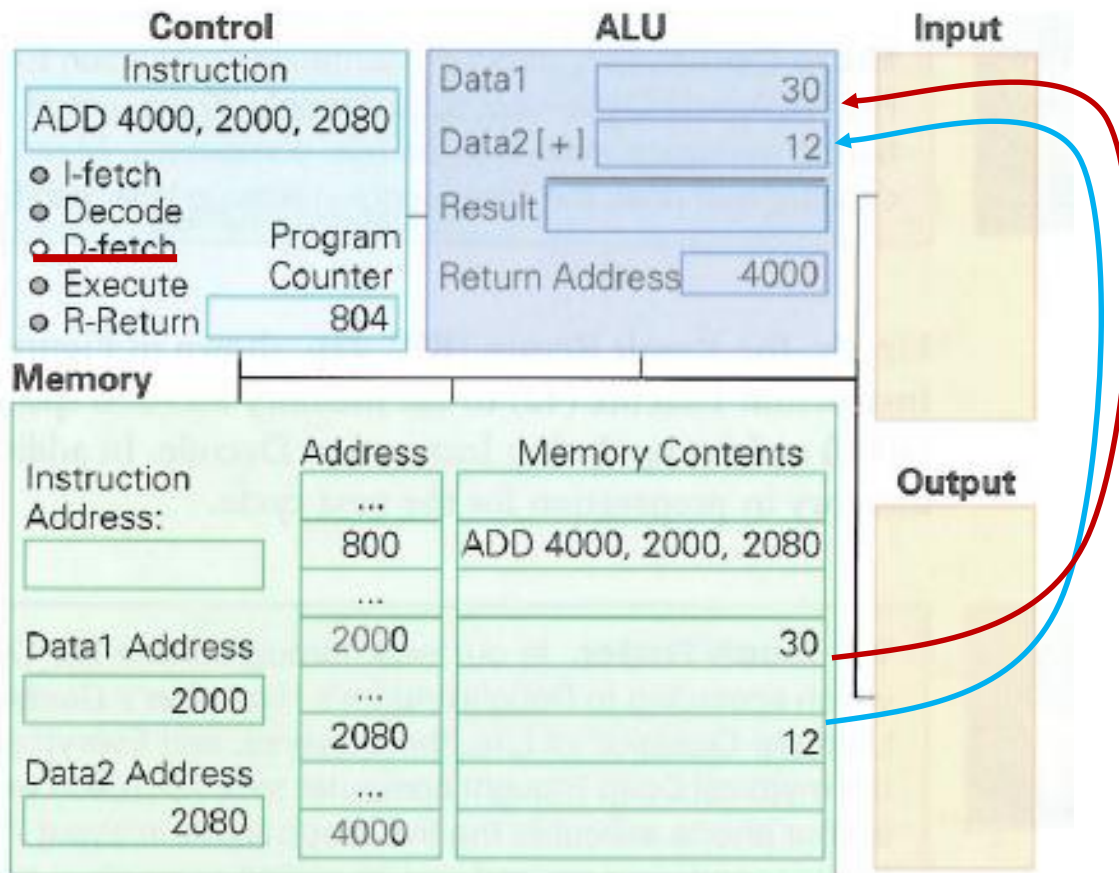 Control
Instruction
ADD 4000, 2000, 2080
I-fetch
Decode
D-fetch
Execute
R-Return
Program
Counter
804
ALU
Data1 30
Data2 [+] 12
Result
Return Address 4000
Input
Memory
Instruction
Address:
Data1 Address
2000
Data2 Address
2080
Address Memory Contents
...
800 ADD 4000, 2000, 2080
...
2000 30
...
2080 12
...
4000
Output